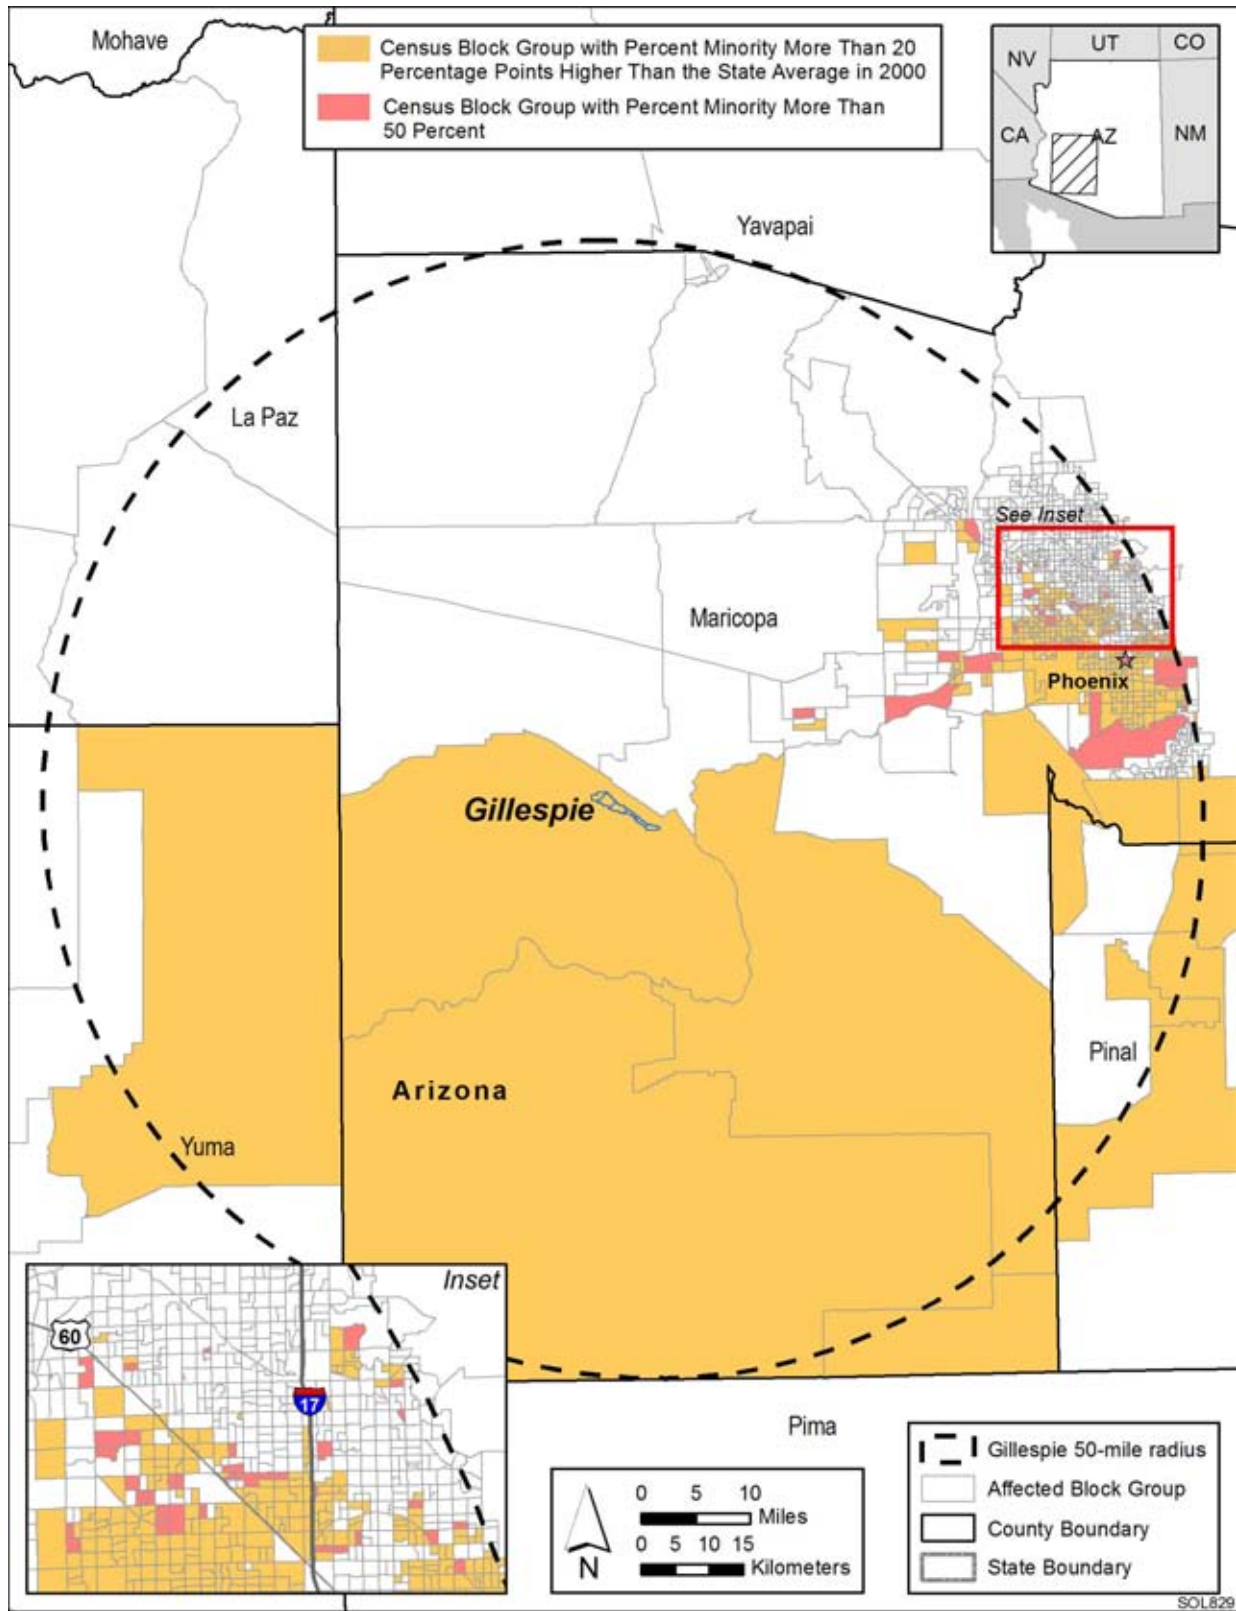 Mohave
Census Block Group with Percent Minority More Than 20
Percentage Points Higher Than the State Average in 2000
Census Block Group with Percent Minority More Than
50 Percent
UT
CO
NV
CA
AZ
NM
Yavapai
La Paz
See Inset
Maricopa
Phoenix
Gillespie
Pinal
Arizona
Yuma
Inset
60
17
Pima
0 5 10
Miles
0 5 10 15
Kilometers
N
Gillespie 50-mile radius
Affected Block Group
County Boundary
State Boundary
SOL829